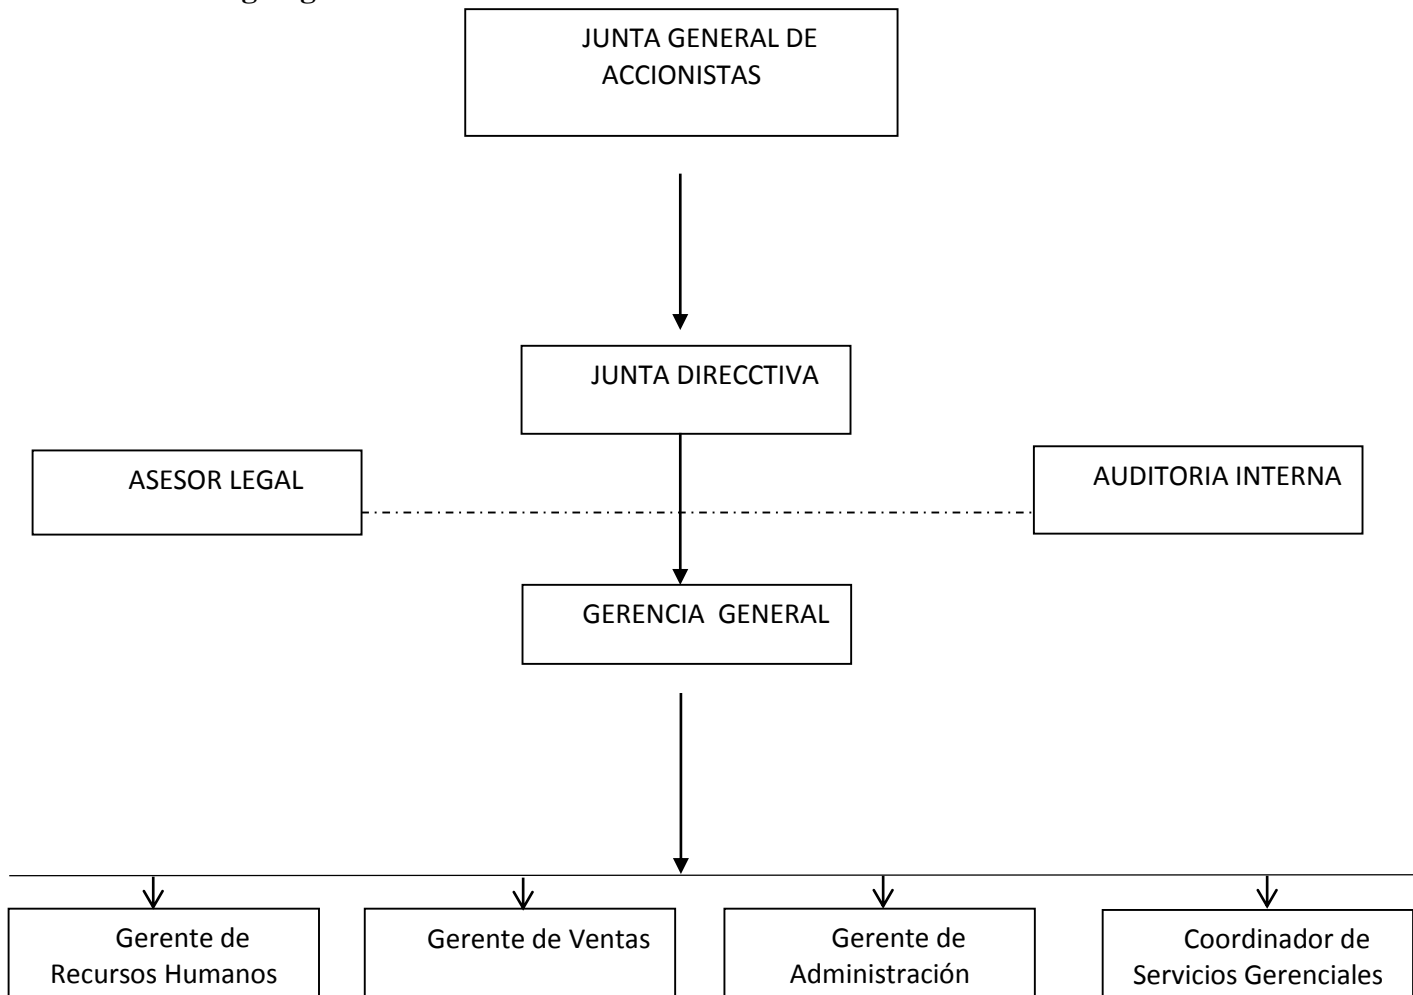 JUNTA GENERAL DE
ACCIONISTAS
JUNTA DIRECCTIVA
ASESOR LEGAL
AUDITORIA INTERNA
GERENCIA GENERAL
Gerente de
Recursos Humanos
Gerente de Ventas
Gerente de
Administración
Coordinador de
Servicios Gerenciales